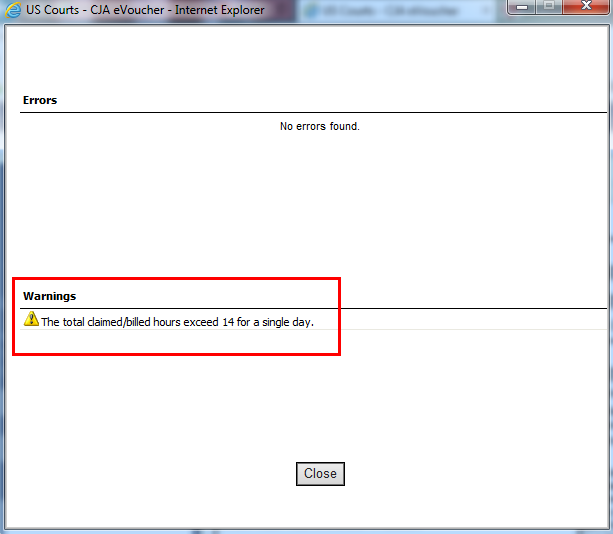 US Courts - CJA eVoucher - Internet Explorer
US Courts - CJA eVoucher
Errors
No errors found.
Warnings
The total claimed/billed hours exceed 14 for a single day.
Close